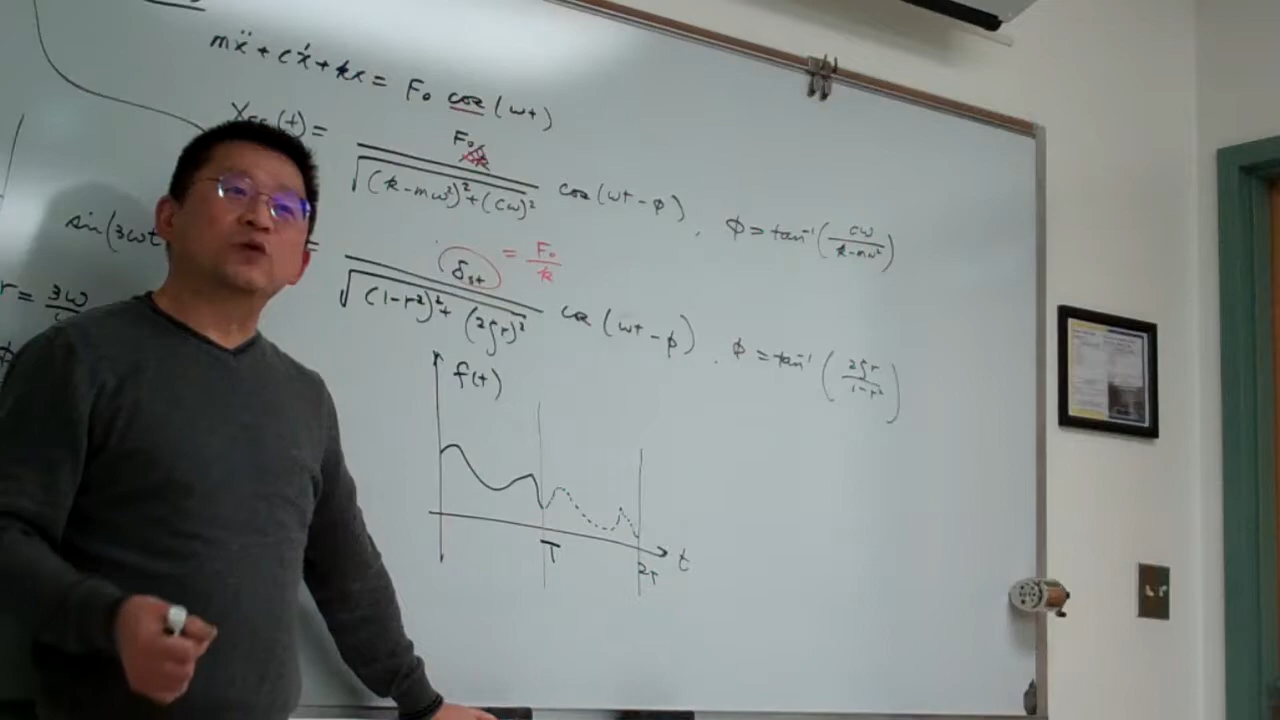 mẍ + cẋ + kx = F₀ cos(ωt)
(t) =
F₀
√((k-mω²)² + (cω)²) cos(ωt-φ), φ = tan⁻¹(cω/(k-mω²))
sin(3ωt
= δst = F₀/k
√((1-r²)² + (2ζr)²) cos(ωt-φ). φ = tan⁻¹(2ζr/(1-r²))
r = 3ω
f(t)
T
2T
t